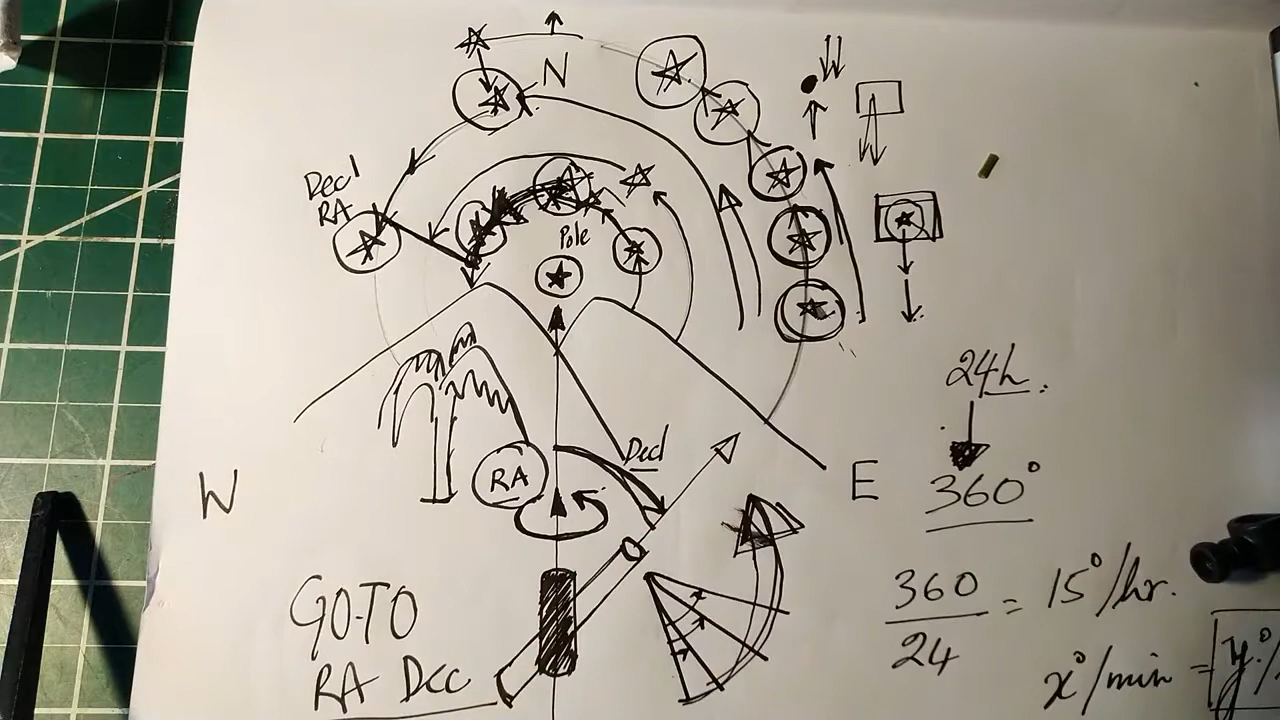 N
Decl
RA
Pole
24h.
Decl
RA
W
E
360°
GO-TO
RA Dec
360
24
= 15°/hr.
x°/min =
y°/